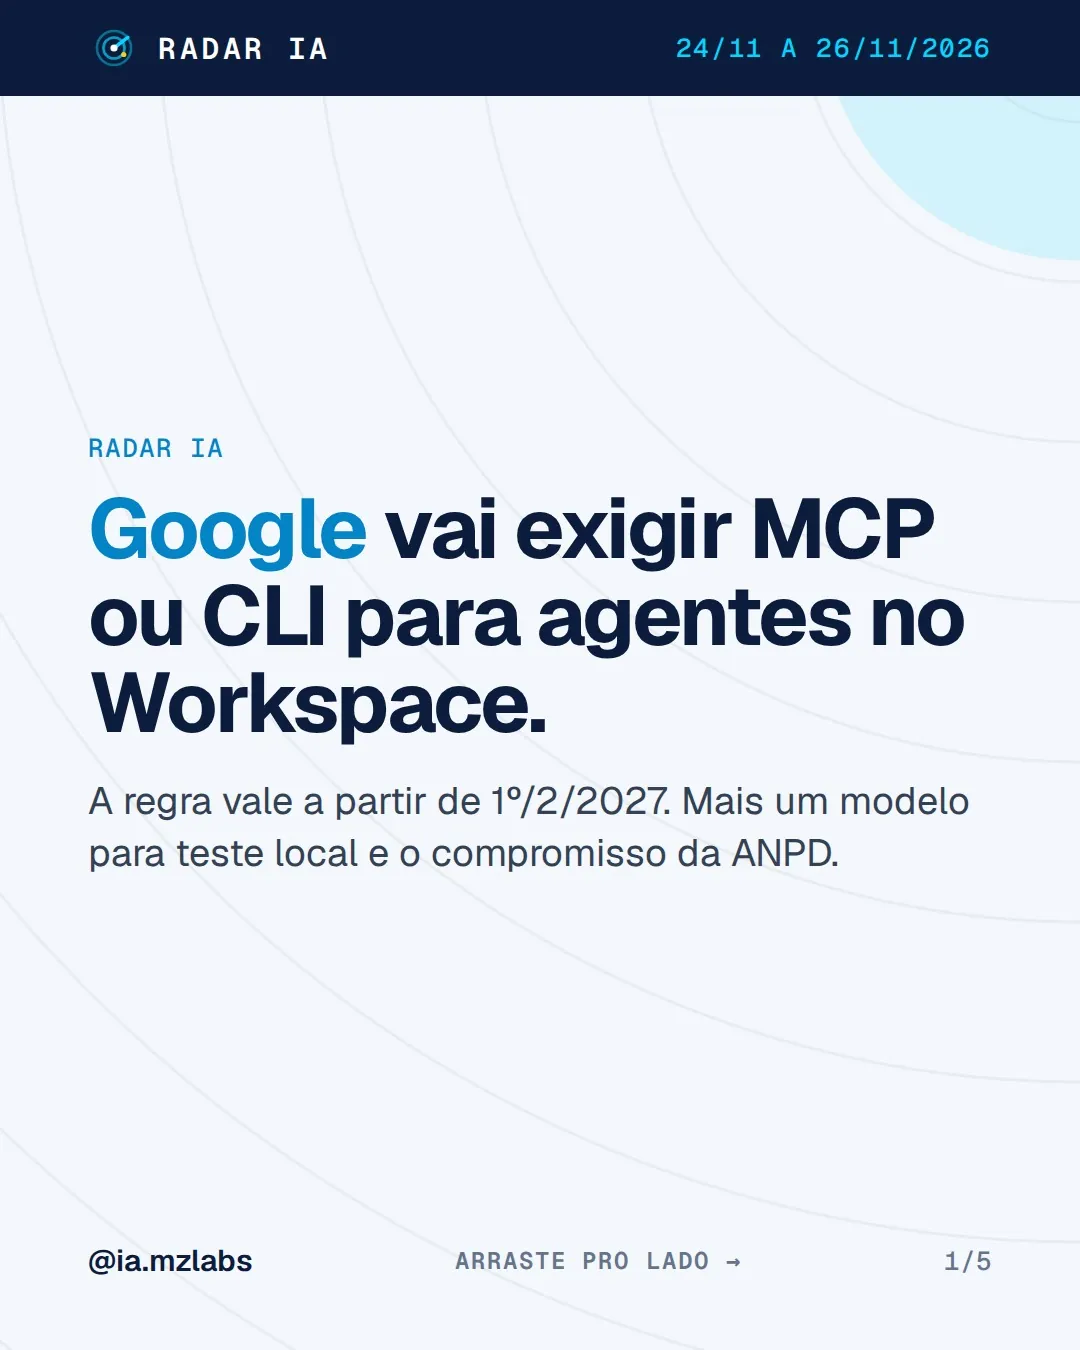 RADAR IA
24/11 A 26/11/2026
RADAR IA
Google vai exigir MCP
ou CLI para agentes no
Workspace.
A regra vale a partir de 1º/2/2027. Mais um modelo
para teste local e o compromisso da ANPD.
@ia.mzlabs
ARRASTE PRO LADO →
1/5